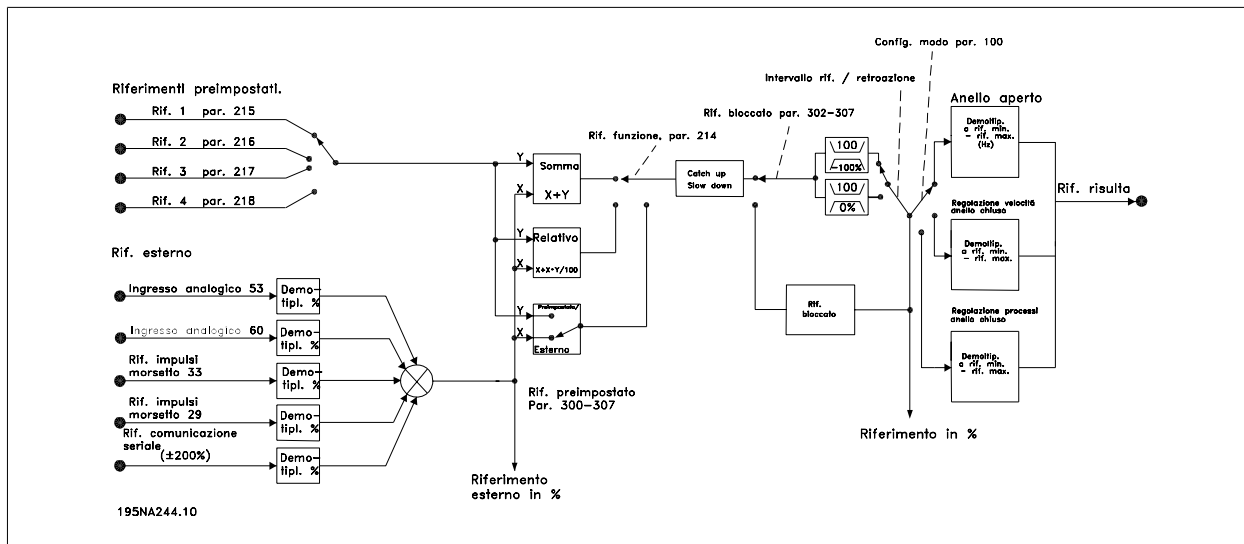 Config. modo par. 100
Intervallo rif. / retroazione
Riferimenti preimpostati.
Anello aperto
Rif. 1 par. 215
Rif. bloccato par. 302-307
Rif. funzione, par. 214
Rif. 2 par. 216
Rif. 3 par. 217
Rif. 4 par. 218
Y
Somma
X
X+Y
Catch up
Slow down
100
-100%
100
0%
Demoltip.
a rif. min.
- rif. max.
(Hz)
Rif. risulta
Regolazione velocità
anello chiuso
Rif. esterno
Y
Relativo
X
X+X*Y/100
Demoltip.
a rif. min.
- rif. max.
Ingresso analogico 53
Demo-
tipl. %
Y
Preimpostato/
X
Esterno
Rif.
bloccato
Regolazione processi
anello chiuso
Ingresso analogico 60
Demo-
tipl. %
Rif. impulsi
morsetto 33
Demo-
tipl. %
Demoltip.
a rif. min.
- rif. max.
Rif. preimpostato
Par. 300-307
Rif. impulsi
morsetto 29
Demo-
tipl. %
Rif. comunicazione
seriale
(±200%)
Demo-
tipl. %
Riferimento in %
Riferimento
esterno in %
195NA244.10